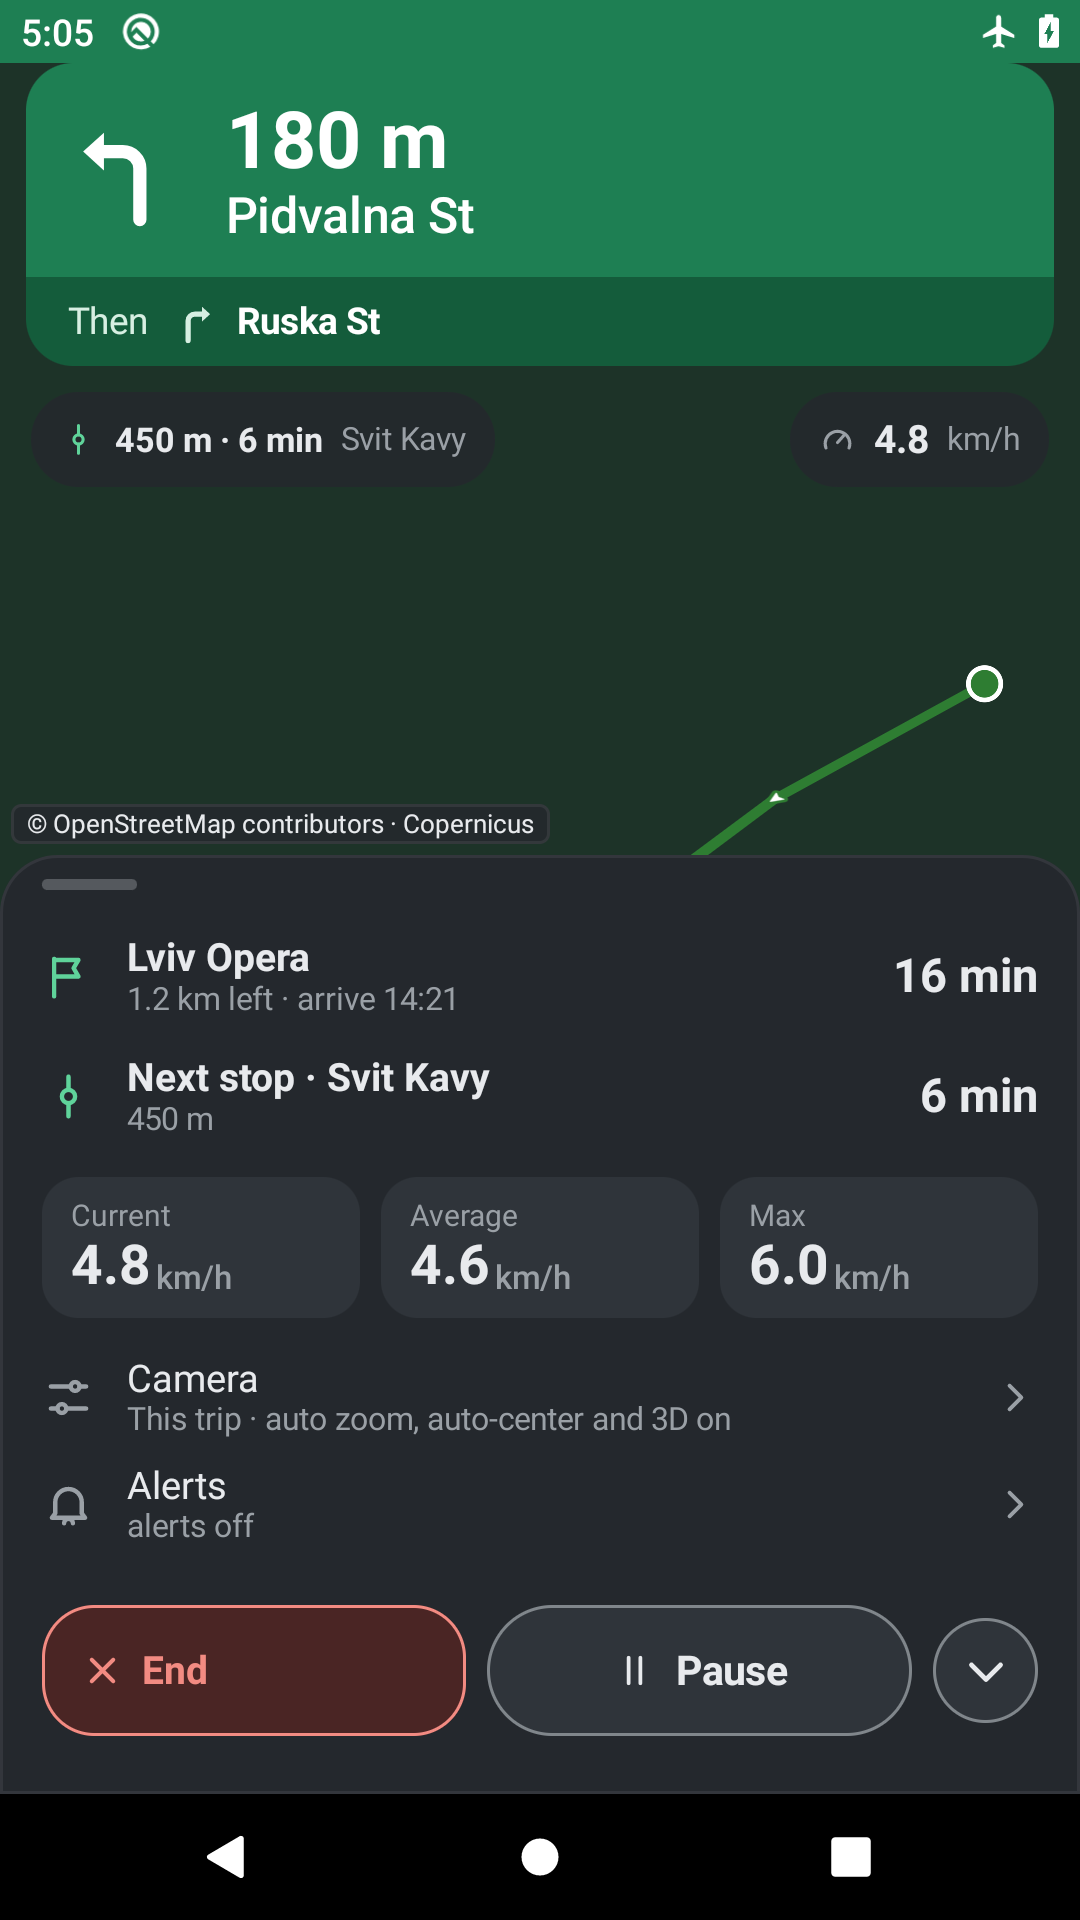 5:05
180 m
Pidvalna St
Then Ruska St
450 m · 6 min Svit Kavy
4.8 km/h
© OpenStreetMap contributors · Copernicus
Lviv Opera
16 min
1.2 km left · arrive 14:21
Next stop · Svit Kavy
6 min
450 m
Current Average Max
4.8 km/h 4.6 km/h 6.0 km/h
Camera
This trip · auto zoom, auto-center and 3D on
Alerts
alerts off
End Pause